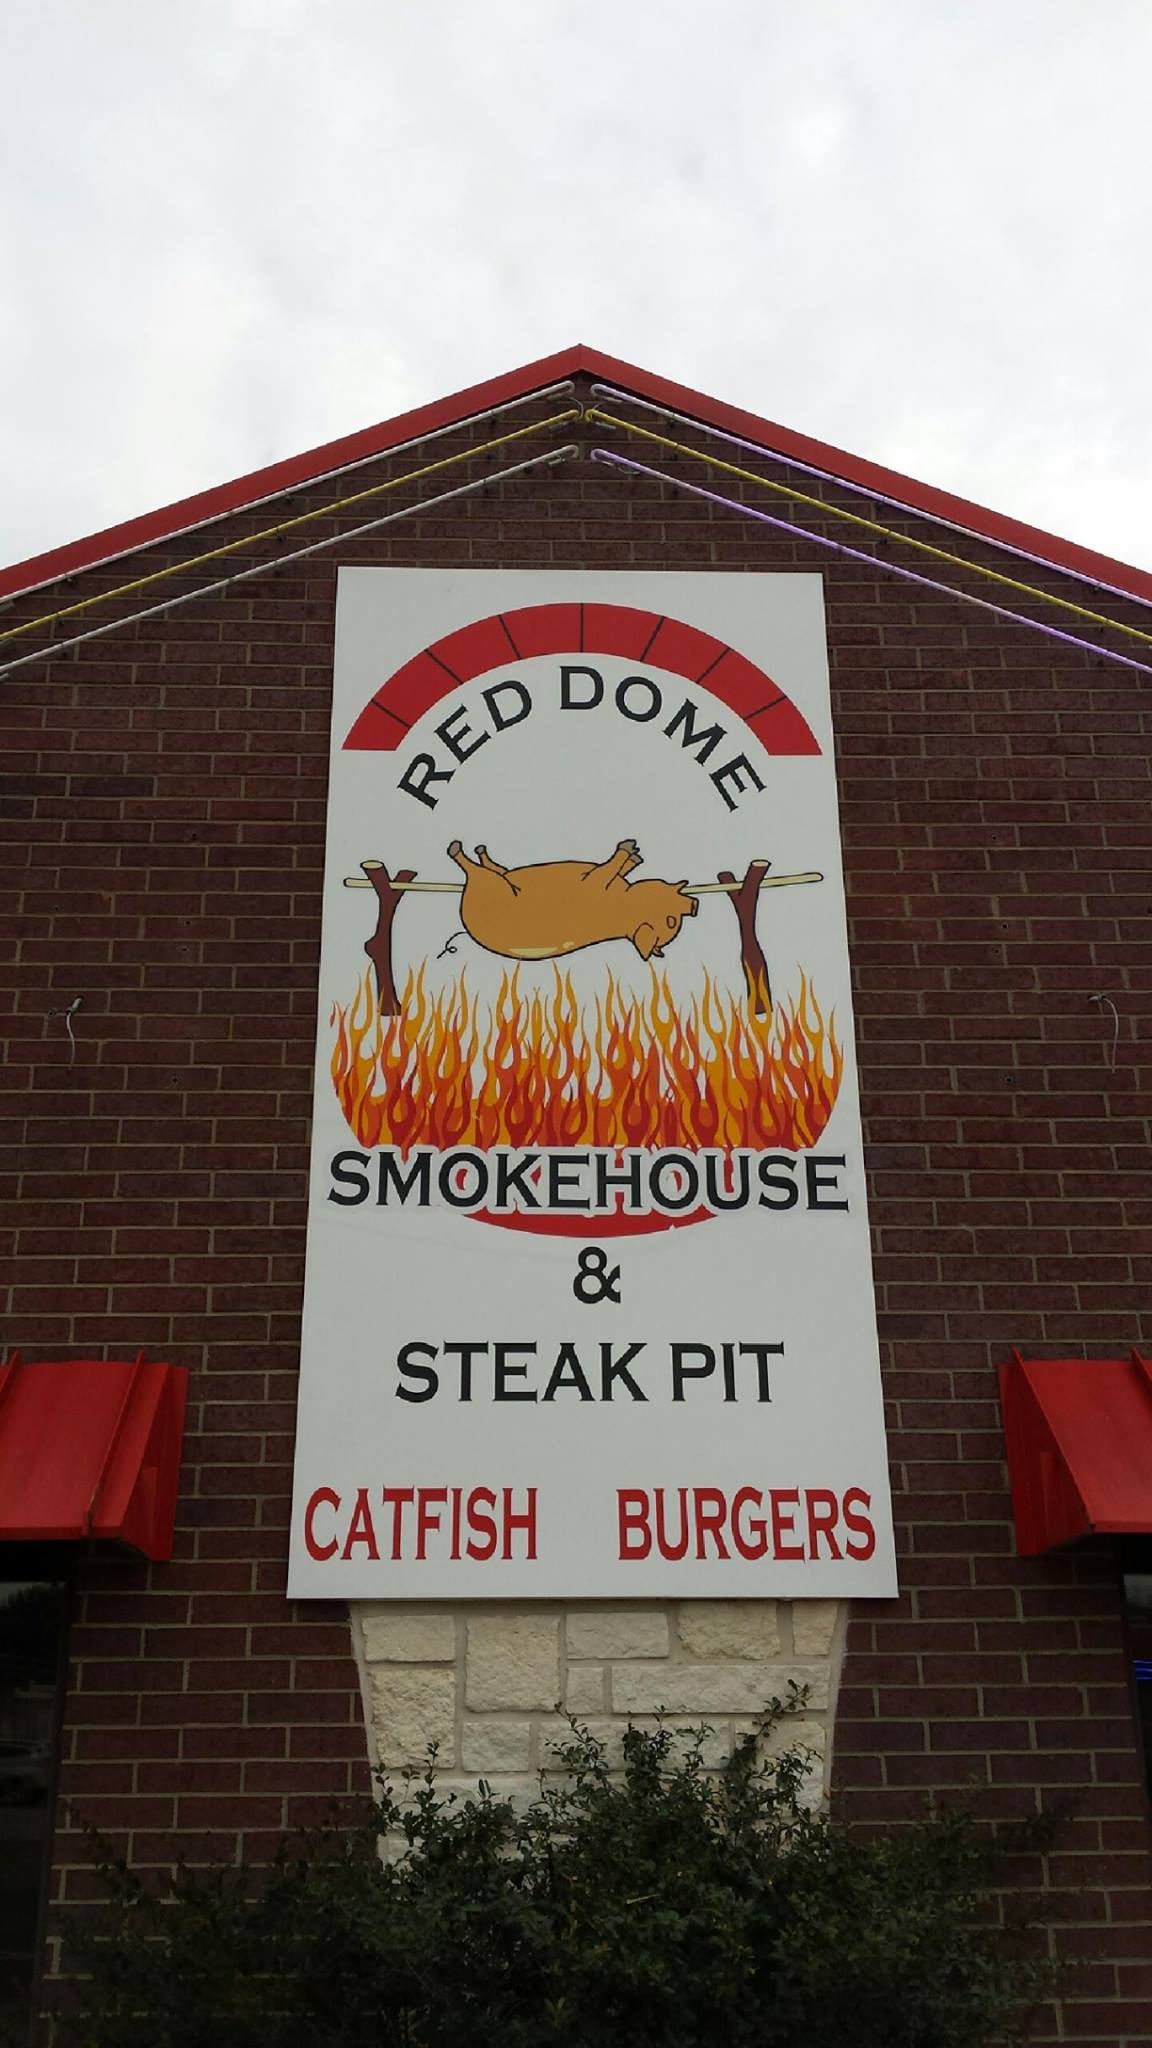 RED DOME
SMOKEHOUSE
&
STEAK PIT
CATFISH BURGERS